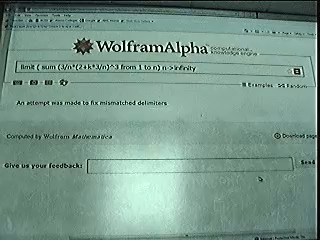 WolframAlpha computational knowledge engine
limit ( sum (3/n*(2+k*3/n)^3 from 1 to n) n->infinity
Examples Random
An attempt was made to fix mismatched delimiters
Computed by Wolfram Mathematica Download page
Give us your feedback: Send